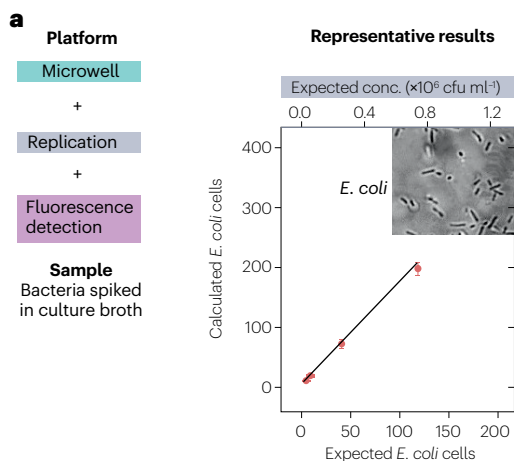 a
Platform
Microwell
+
Replication
+
Fluorescence
detection
Sample
Bacteria spiked
in culture broth
Representative results
Expected conc. (×10⁶ cfu ml⁻¹)
0.0 0.4 0.8 1.2
400
300
200
100
0
Calculated E. coli cells
E. coli
0 50 100 150 200
Expected E. coli cells